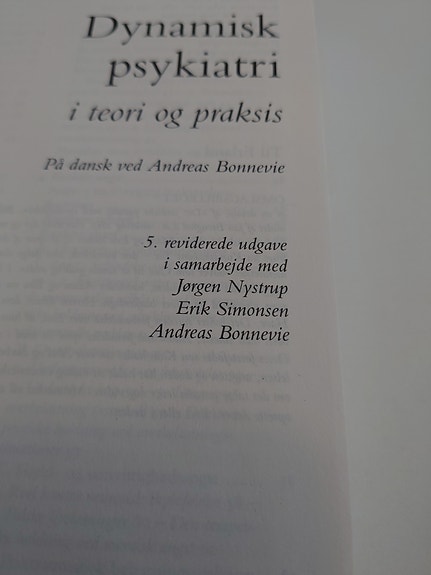 Dynamisk
psykiatri
i teori og praksis
På dansk ved Andreas Bonnevie
5. reviderede udgave
i samarbejde med
Jørgen Nystrup
Erik Simonsen
Andreas Bonnevie